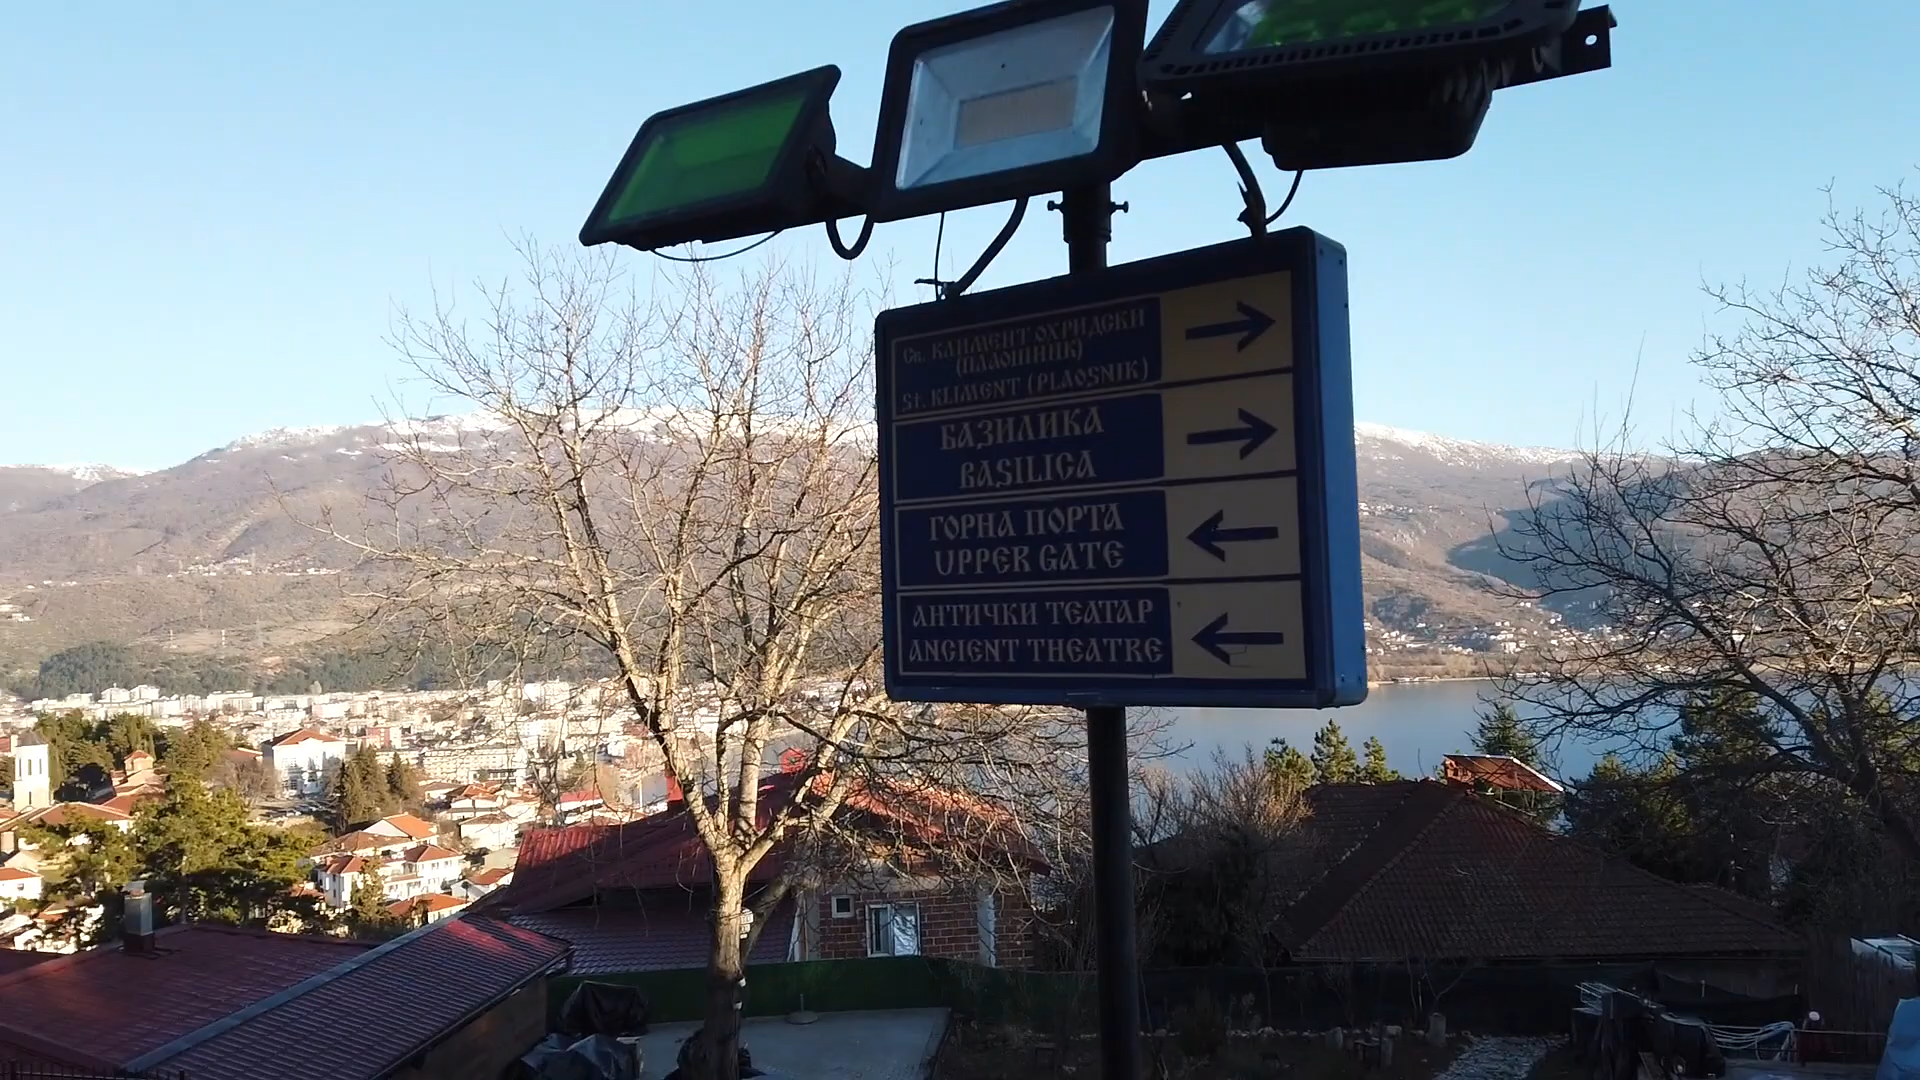 Св. КЛИМЕНТ ОХРИДСКИ
(ПЛАОШНИК)
St. KLIMENT (PLAOSNIK)
БАЗИЛИКА
BASILICA
ГОРНА ПОРТА
UPPER GATE
АНТИЧКИ ТЕАТАР
ANCIENT THEATRE